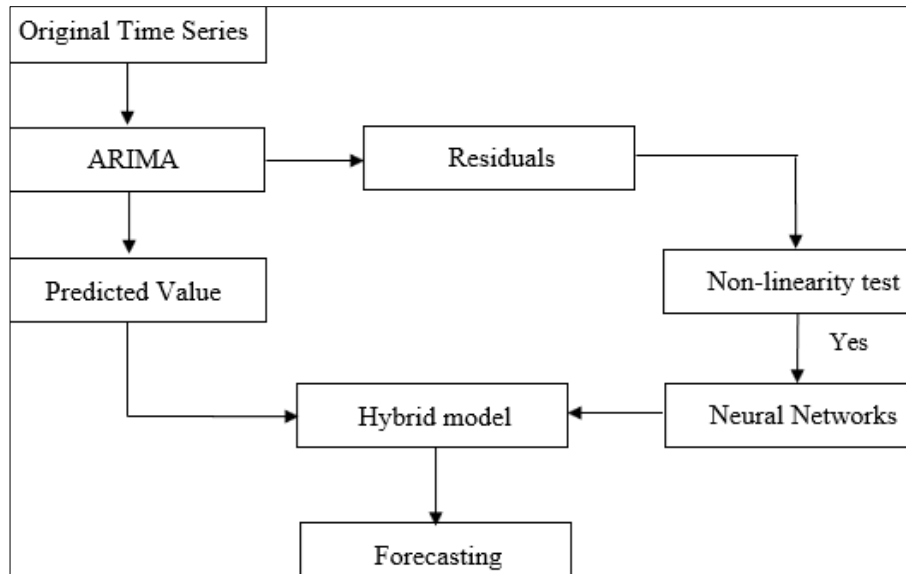 Original Time Series
ARIMA
Residuals
Predicted Value
Non-linearity test
Yes
Hybrid model
Neural Networks
Forecasting